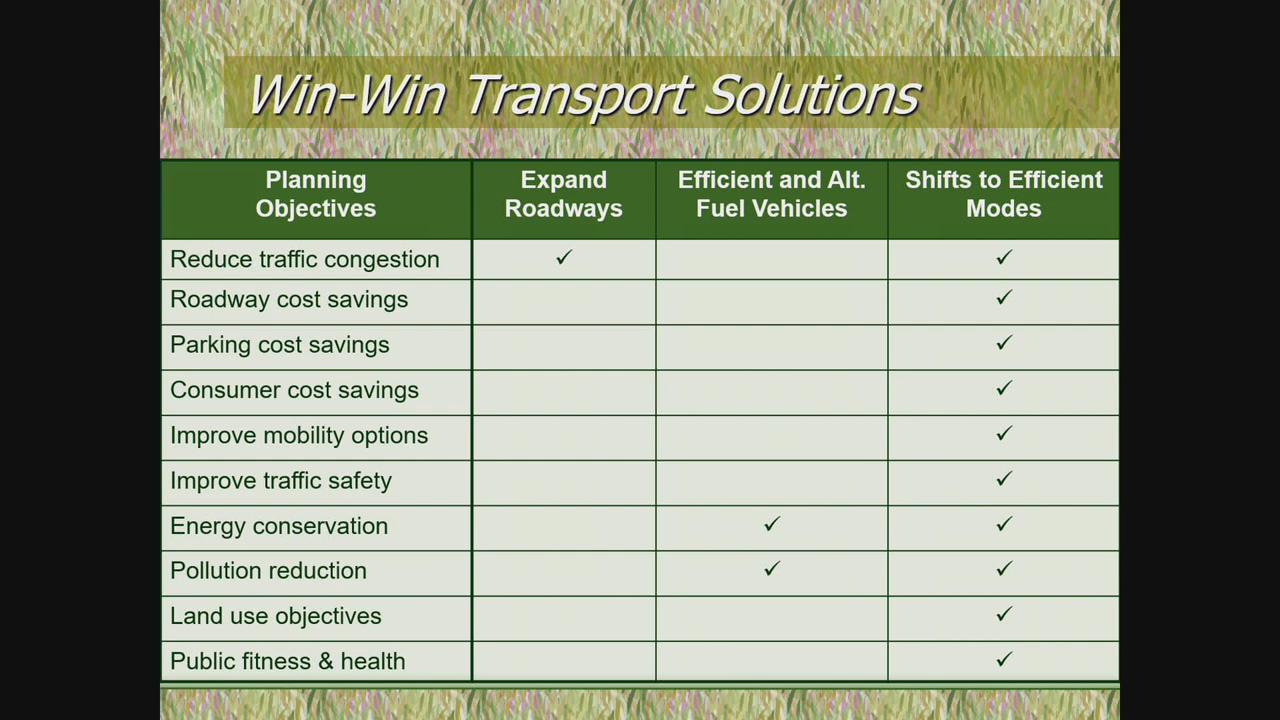 Win-Win Transport Solutions
Planning Objectives | Expand Roadways | Efficient and Alt. Fuel Vehicles | Shifts to Efficient Modes
Reduce traffic congestion | ✓ | | ✓
Roadway cost savings | | | ✓
Parking cost savings | | | ✓
Consumer cost savings | | | ✓
Improve mobility options | | | ✓
Improve traffic safety | | | ✓
Energy conservation | | ✓ | ✓
Pollution reduction | | ✓ | ✓
Land use objectives | | | ✓
Public fitness & health | | | ✓